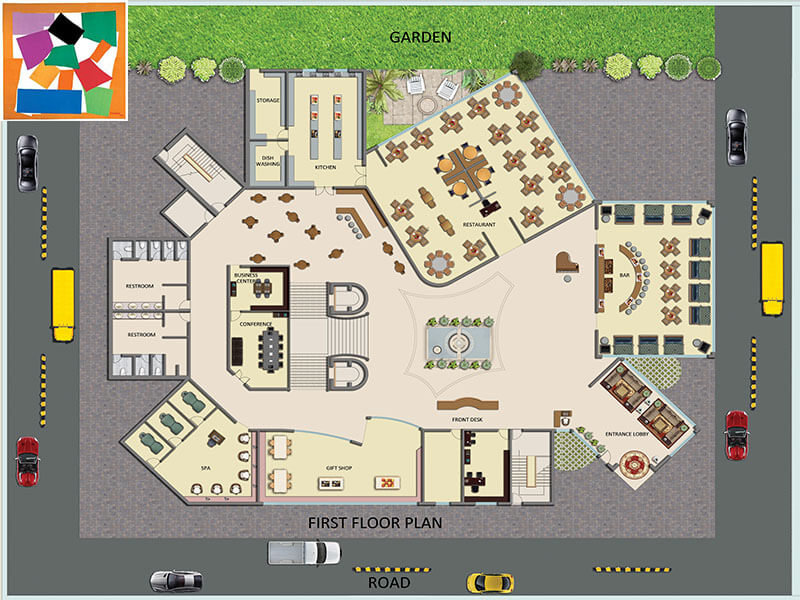 GARDEN
STORAGE
DISH
WASHING
KITCHEN
RESTAURANT
BUSINESS
CENTER
RESTROOM
BAR
CONFERENCE
RESTROOM
FRONT DESK
ENTRANCE LOBBY
SPA
GIFT SHOP
FIRST FLOOR PLAN
ROAD